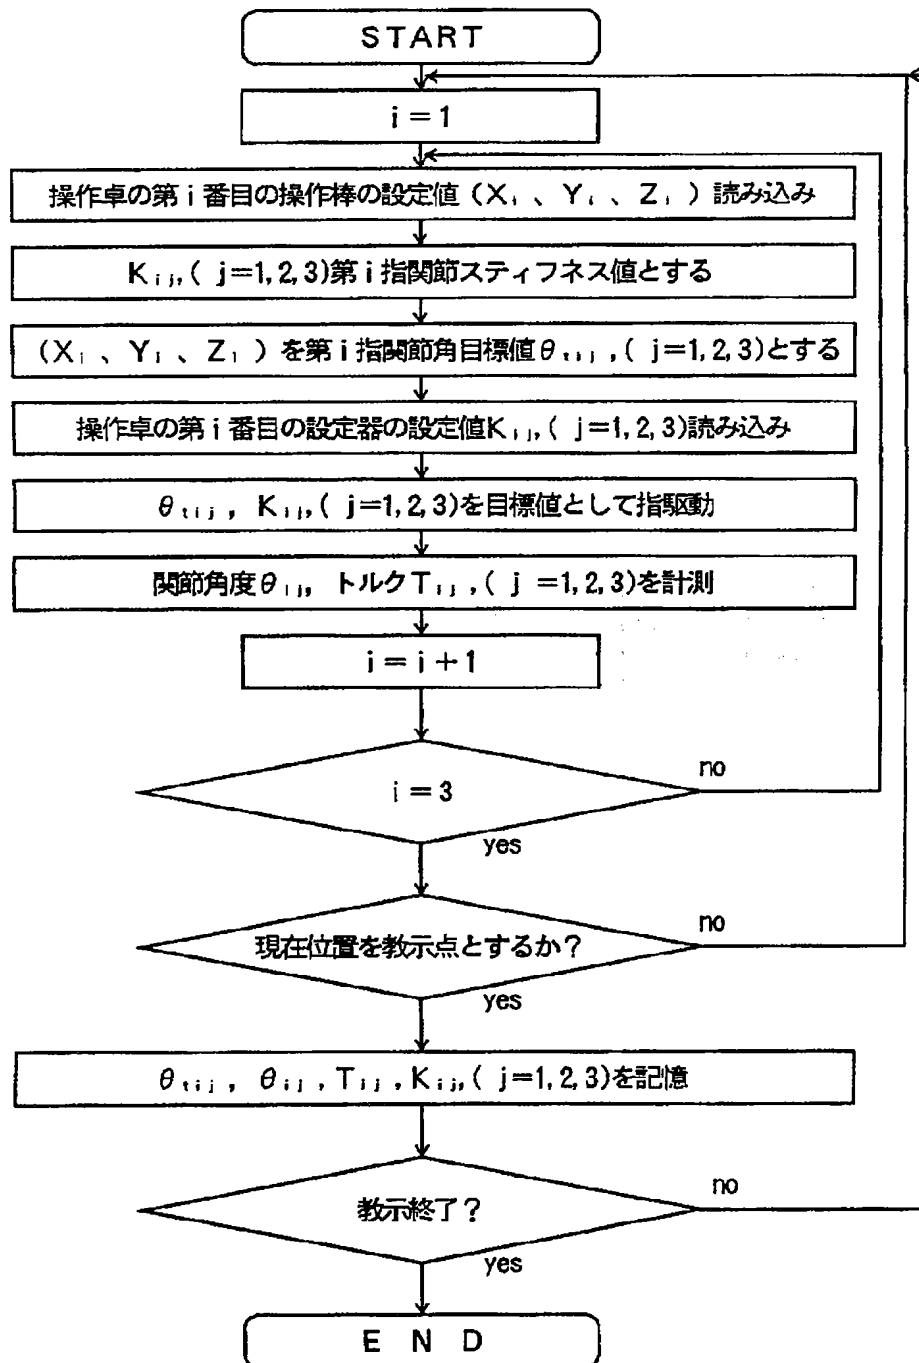 START
i = 1
操作卓の第i番目の操作棒の設定値（Xi、Yi、Zi）読み込み
Kij,( j=1,2,3)第i指関節スティフネス値とする
（Xi、Yi、Zi）を第i指関節角目標値θtij,( j=1,2,3)とする
操作卓の第i番目の設定器の設定値Kij,( j=1,2,3)読み込み
θtij, Kij,( j=1,2,3)を目標値として指駆動
関節角度θij, トルクTij,( j =1,2,3)を計測
i = i + 1
i = 3
no
yes
現在位置を教示点とするか？
no
yes
θtij, θij, Tij, Kij,( j=1,2,3)を記憶
教示終了？
no
yes
E N D